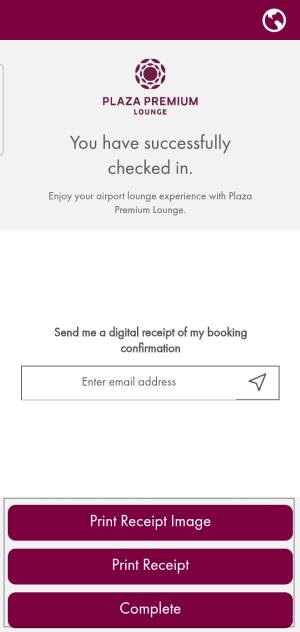 PLAZA PREMIUM
LOUNGE
You have successfully
checked in.
Enjoy your airport lounge experience with Plaza
Premium Lounge.
Send me a digital receipt of my booking
confirmation
Enter email address
Print Receipt Image
Print Receipt
Complete